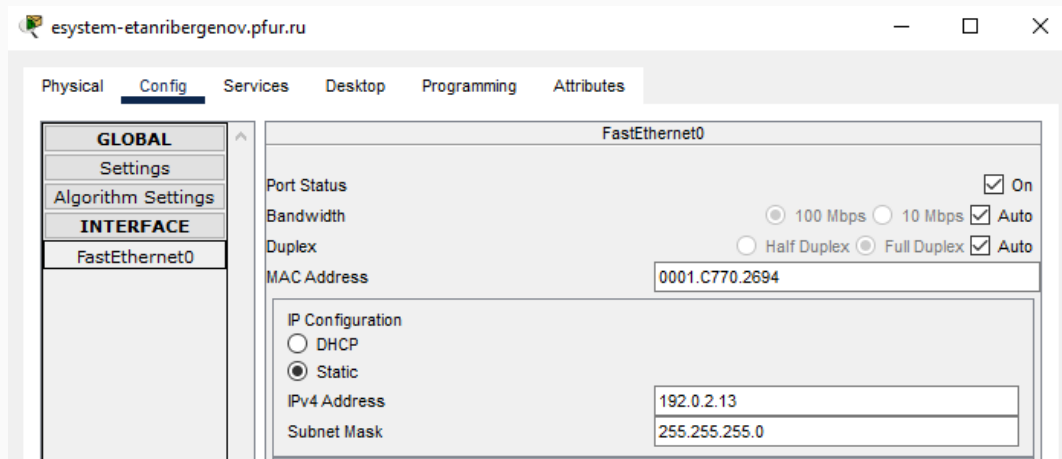 esystem-etanribergenov.pfur.ru
Physical Config Services Desktop Programming Attributes
GLOBAL
Settings
Algorithm Settings
INTERFACE
FastEthernet0
FastEthernet0
Port Status On
Bandwidth 100 Mbps 10 Mbps Auto
Duplex Half Duplex Full Duplex Auto
MAC Address 0001.C770.2694
IP Configuration
DHCP
Static
IPv4 Address 192.0.2.13
Subnet Mask 255.255.255.0